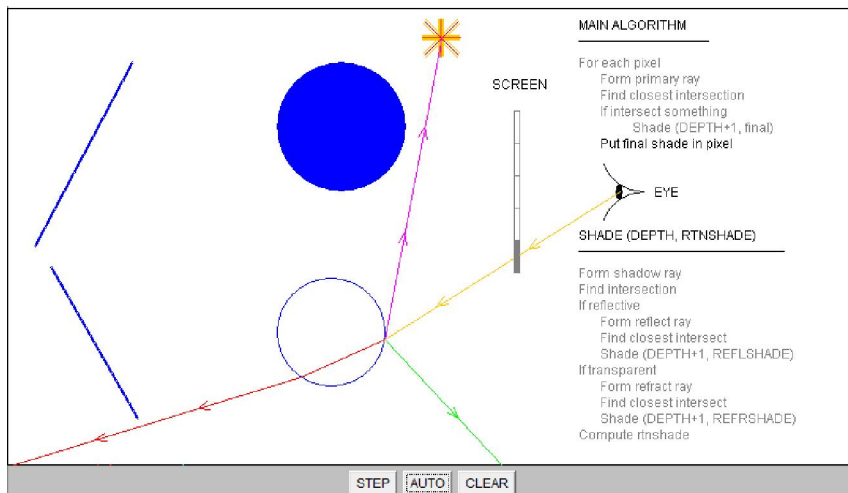 MAIN ALGORITHM
For each pixel
Form primary ray
Find closest intersection
If intersect something
Shade (DEPTH+1, final)
Put final shade in pixel
SCREEN
EYE
SHADE (DEPTH, RTNSHADE)
Form shadow ray
Find intersection
If reflective
Form reflect ray
Find closest intersect
Shade (DEPTH+1, REFLSHADE)
If transparent
Form refract ray
Find closest intersect
Shade (DEPTH+1, REFRSHADE)
Compute rtnshade
STEP AUTO CLEAR